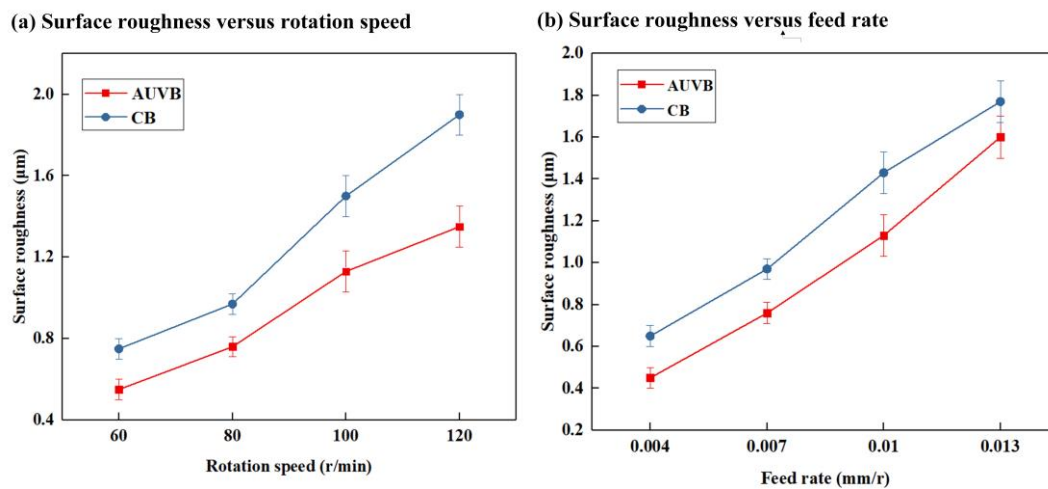 (a) Surface roughness versus rotation speed
AUVB
CB
2.0
1.6
1.2
0.8
0.4
Surface roughness (μm)
60 80 100 120
Rotation speed (r/min)
(b) Surface roughness versus feed rate
AUVB
CB
2.0
1.8
1.6
1.4
1.2
1.0
0.8
0.6
0.4
0.2
Surface roughness (μm)
0.004 0.007 0.01 0.013
Feed rate (mm/r)